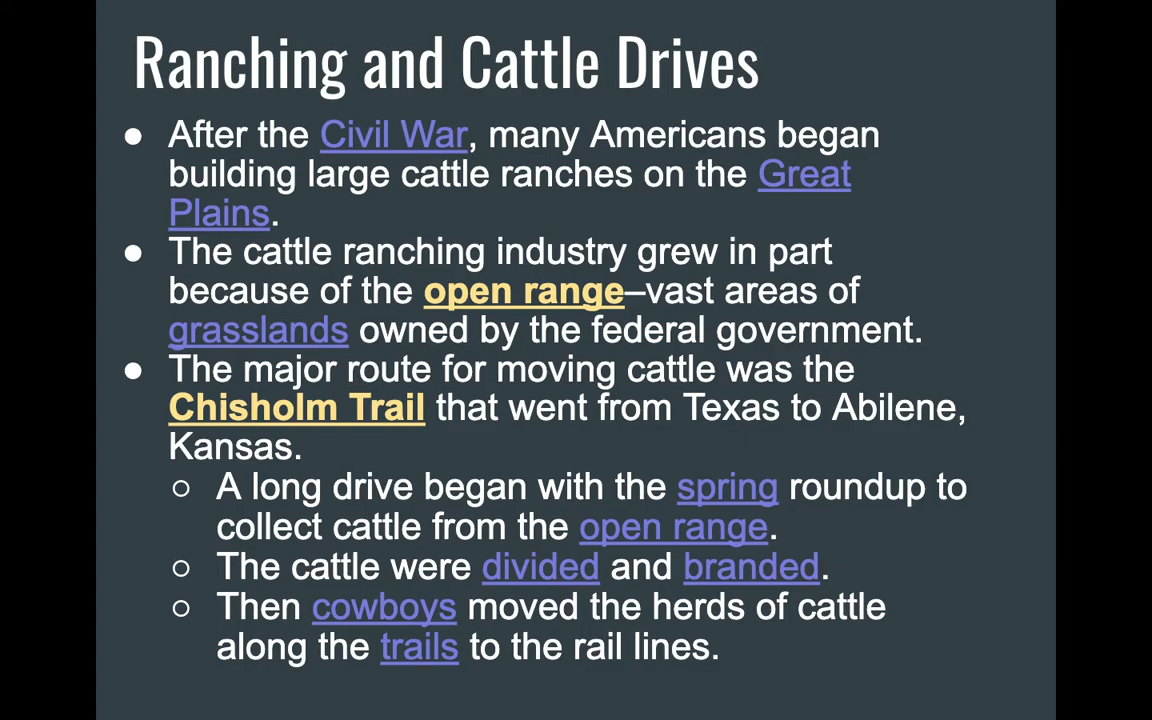 Ranching and Cattle Drives
● After the Civil War, many Americans began
building large cattle ranches on the Great
Plains.
● The cattle ranching industry grew in part
because of the open range–vast areas of
grasslands owned by the federal government.
● The major route for moving cattle was the
Chisholm Trail that went from Texas to Abilene,
Kansas.
○ A long drive began with the spring roundup to
collect cattle from the open range.
○ The cattle were divided and branded.
○ Then cowboys moved the herds of cattle
along the trails to the rail lines.